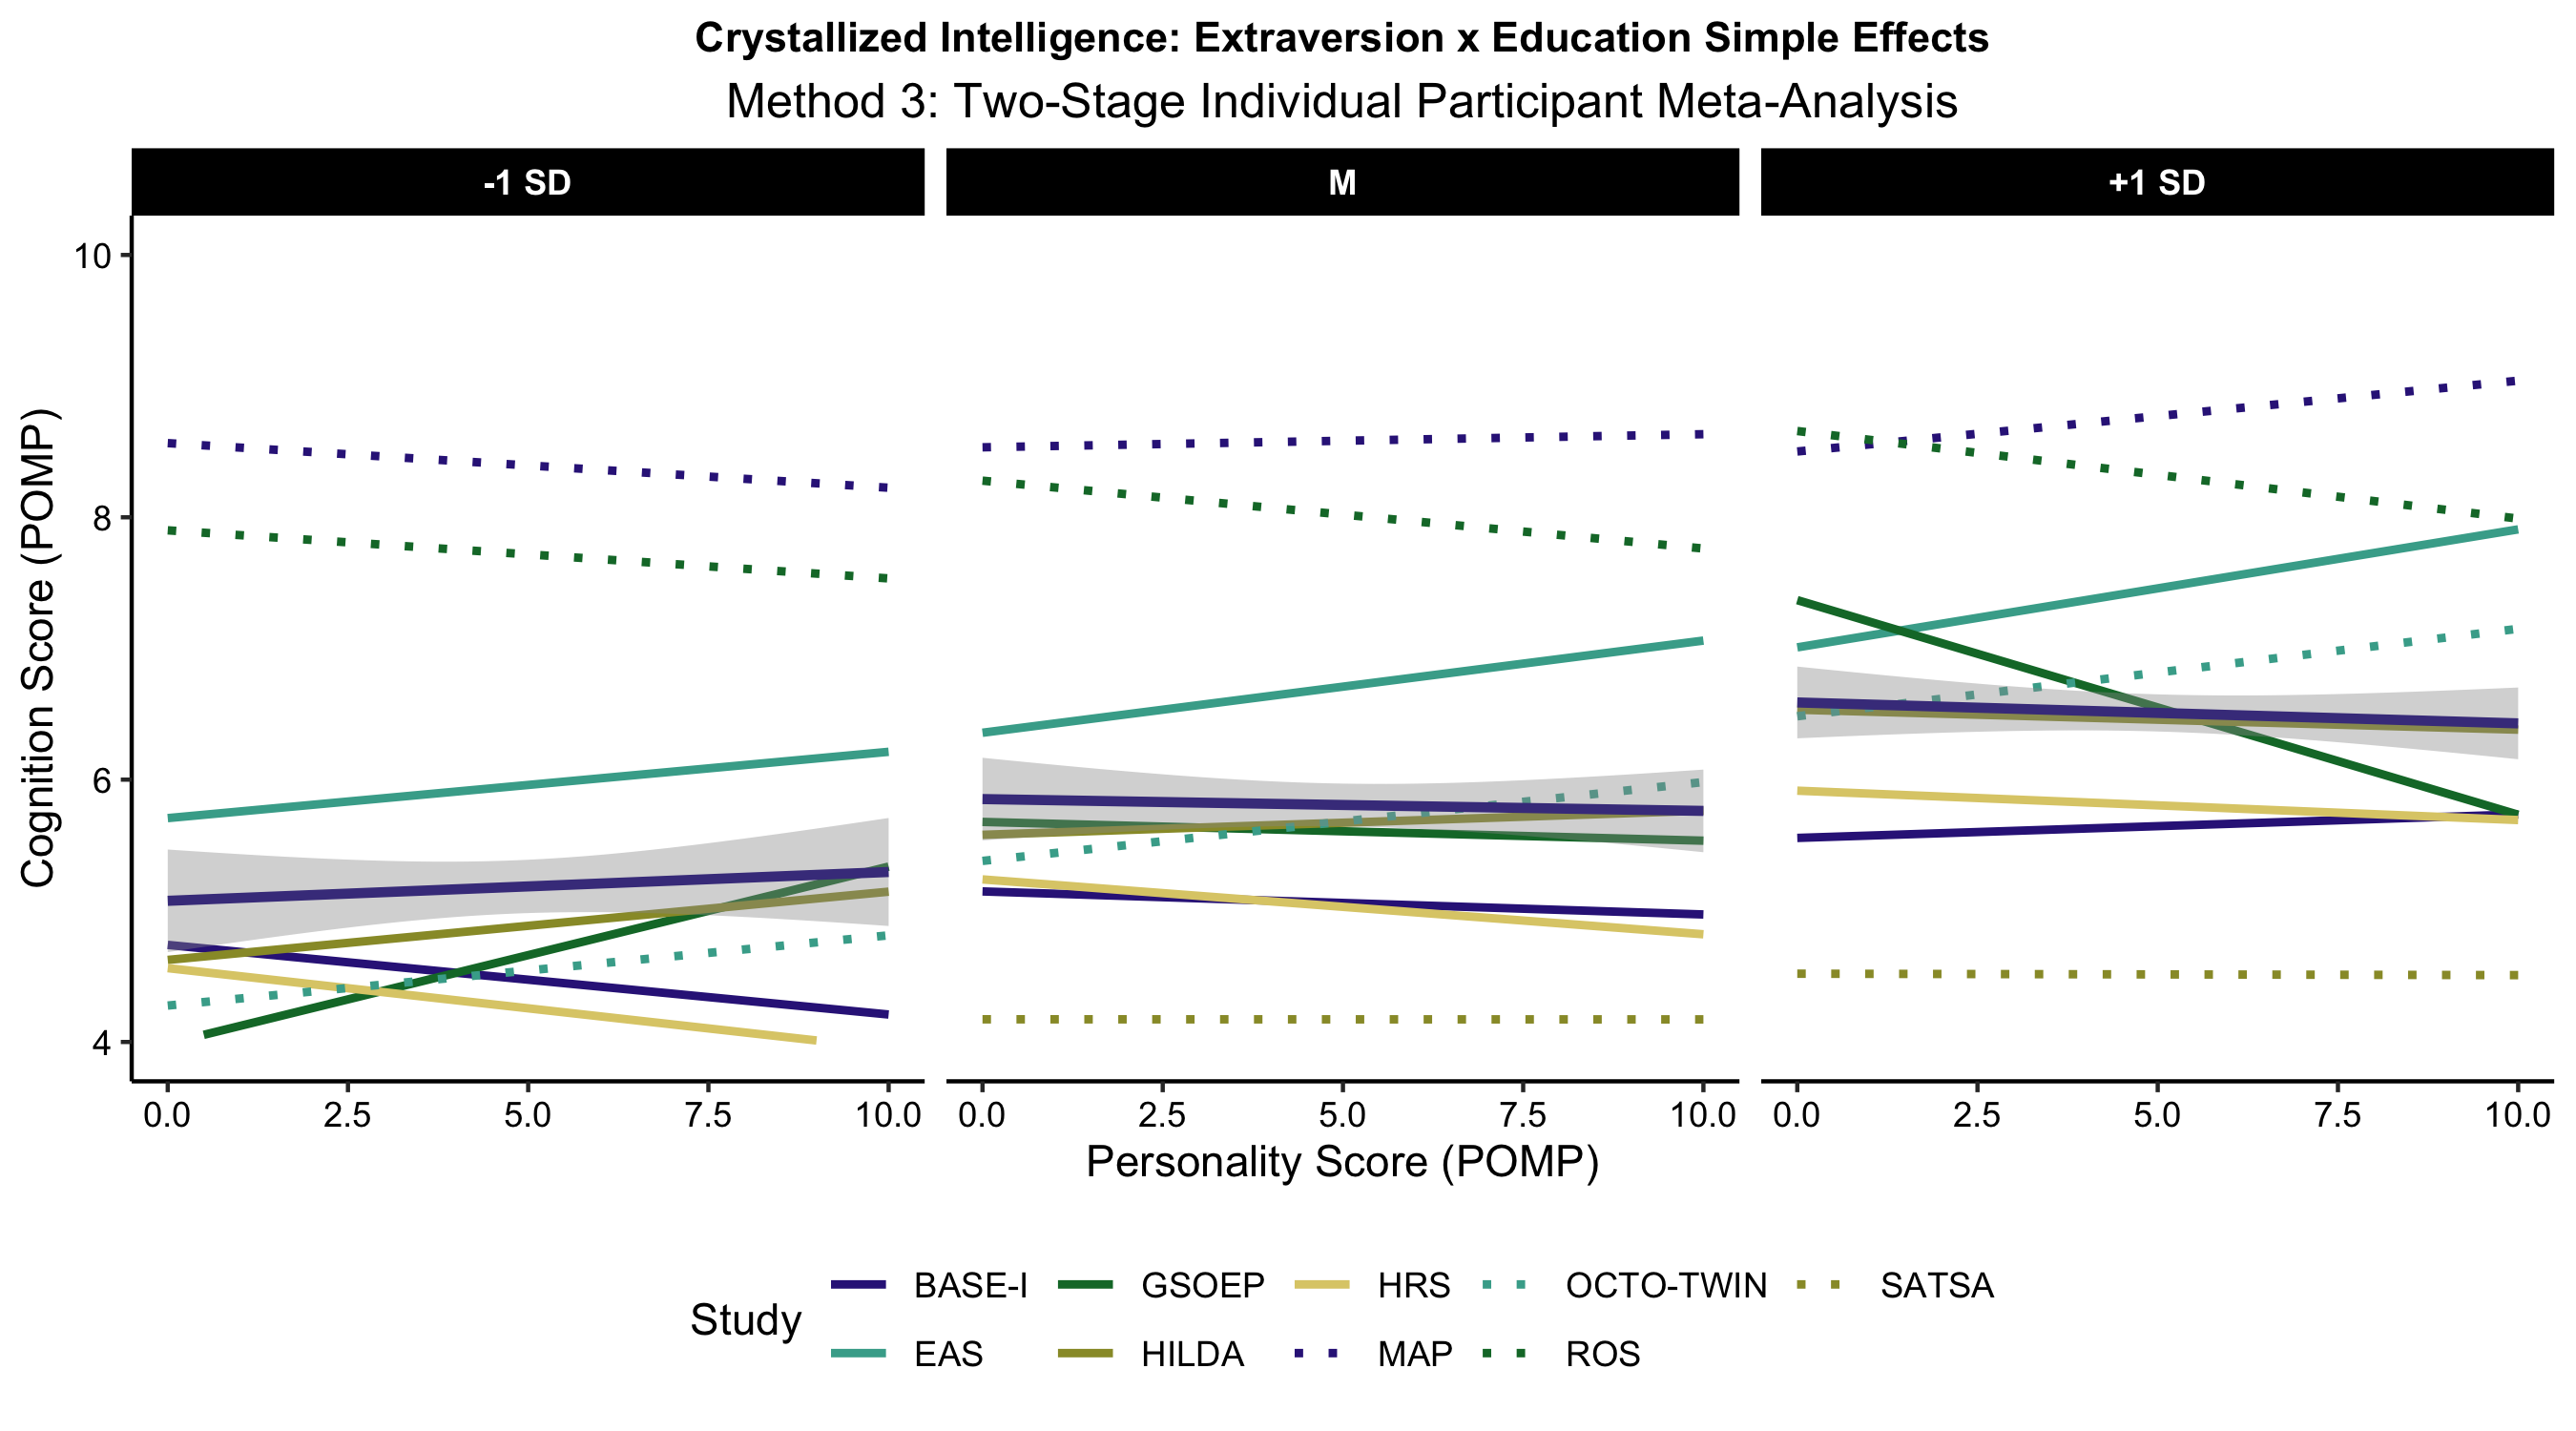 Crystallized Intelligence: Extraversion x Education Simple Effects
Method 3: Two-Stage Individual Participant Meta-Analysis
-1 SD M +1 SD
Cognition Score (POMP)
10
8
6
4
0.0 2.5 5.0 7.5 10.0 0.0 2.5 5.0 7.5 10.0 0.0 2.5 5.0 7.5 10.0
Personality Score (POMP)
Study
BASE-I GSOEP HRS OCTO-TWIN SATSA
EAS HILDA MAP ROS